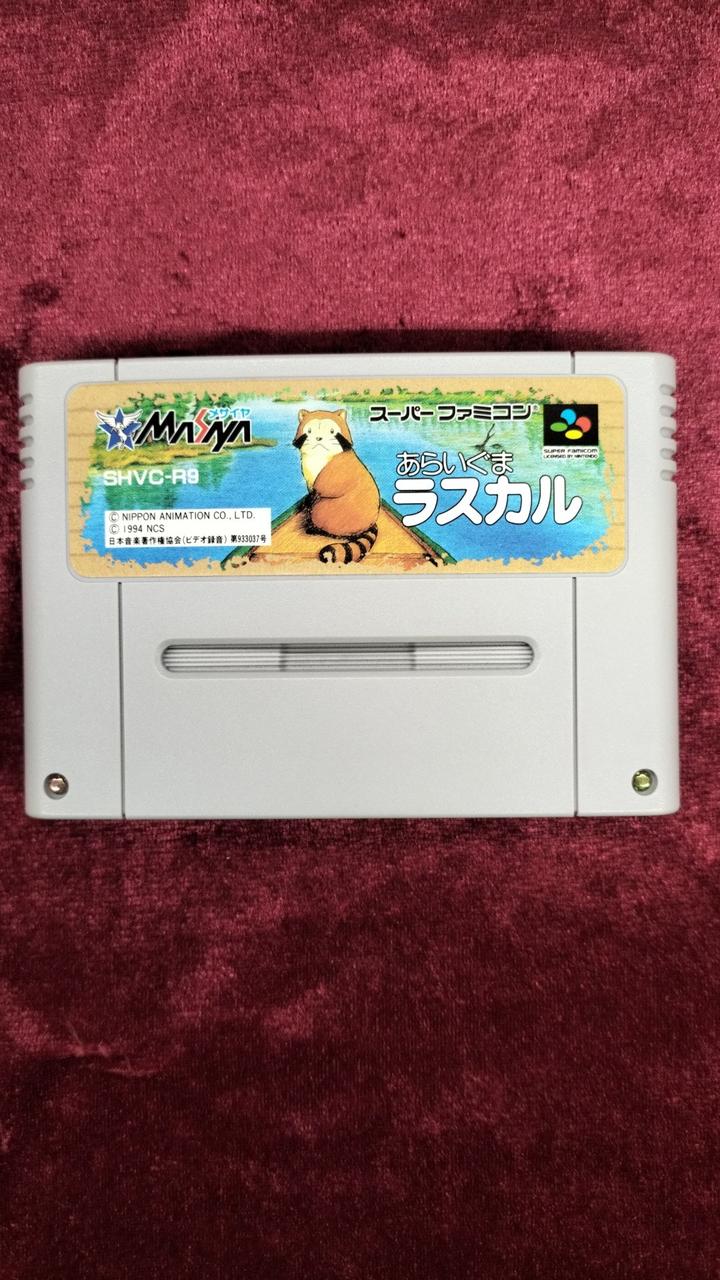 メサイヤ
MASAYA
SHVC-R9
© NIPPON ANIMATION CO., LTD.
© 1994 NCS
日本音楽著作権協会(ビデオ録音) 第933037号
スーパーファミコン®
SUPER FAMICOM
LICENSED BY NINTENDO
あらいぐま
ラスカル